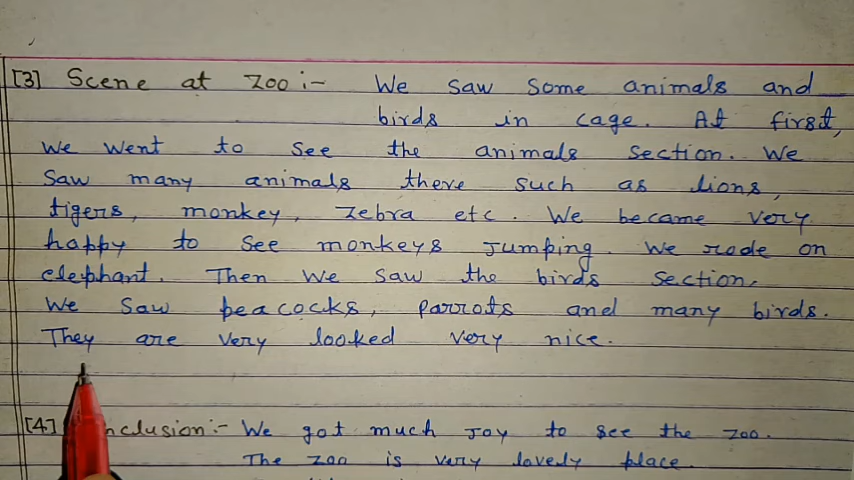 [3] Scene at zoo :- We saw some animals and
birds in cage. At first,
We went to see the animals section. We
saw many animals there such as lions,
tigers, monkey, zebra etc. We became very
happy to see monkeys jumping. We rode on
elephant. Then We saw the birds section.
We saw peacocks, parrots and many birds.
They are very looked very nice.
[4] nclusion :- We got much joy to see the zoo.
The zoo is very lovely place.